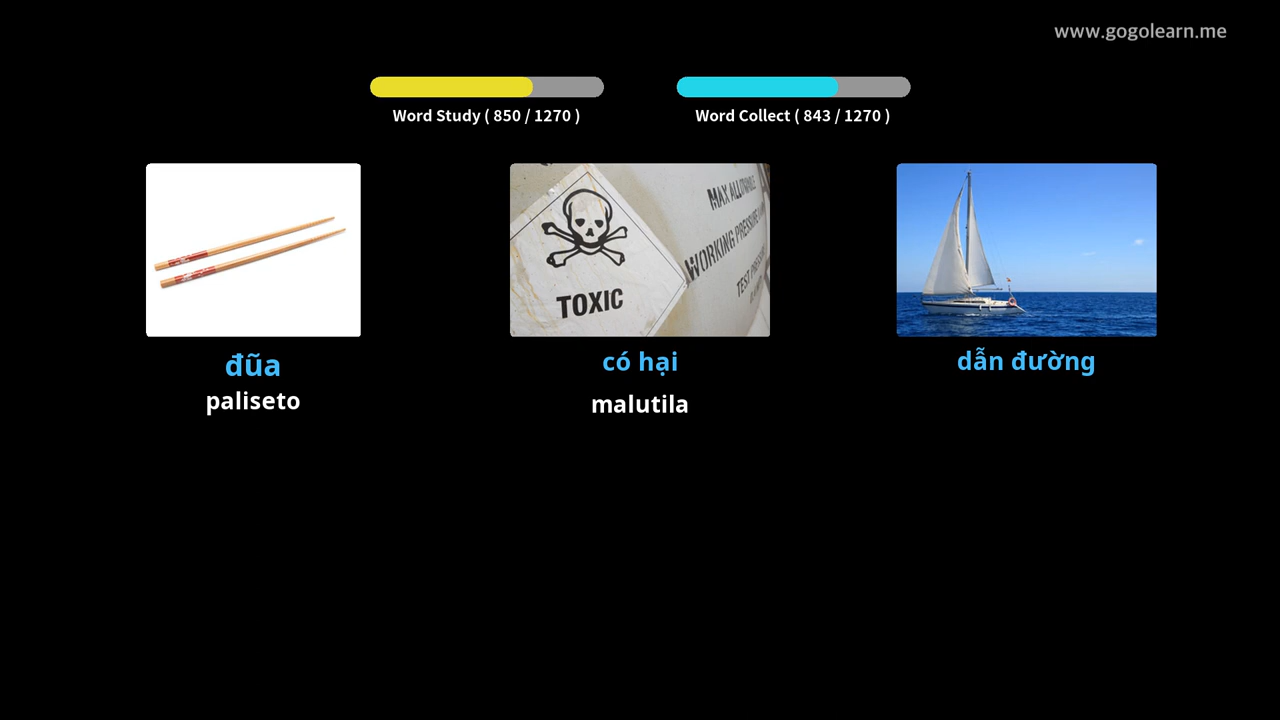 www.gogolearn.me
Word Study ( 850 / 1270 )
Word Collect ( 843 / 1270 )
TOXIC
MAX ALLOWABLE
WORKING PRESSURE
TEST PRESSURE
đũa
có hại
dẫn đường
paliseto
malutila